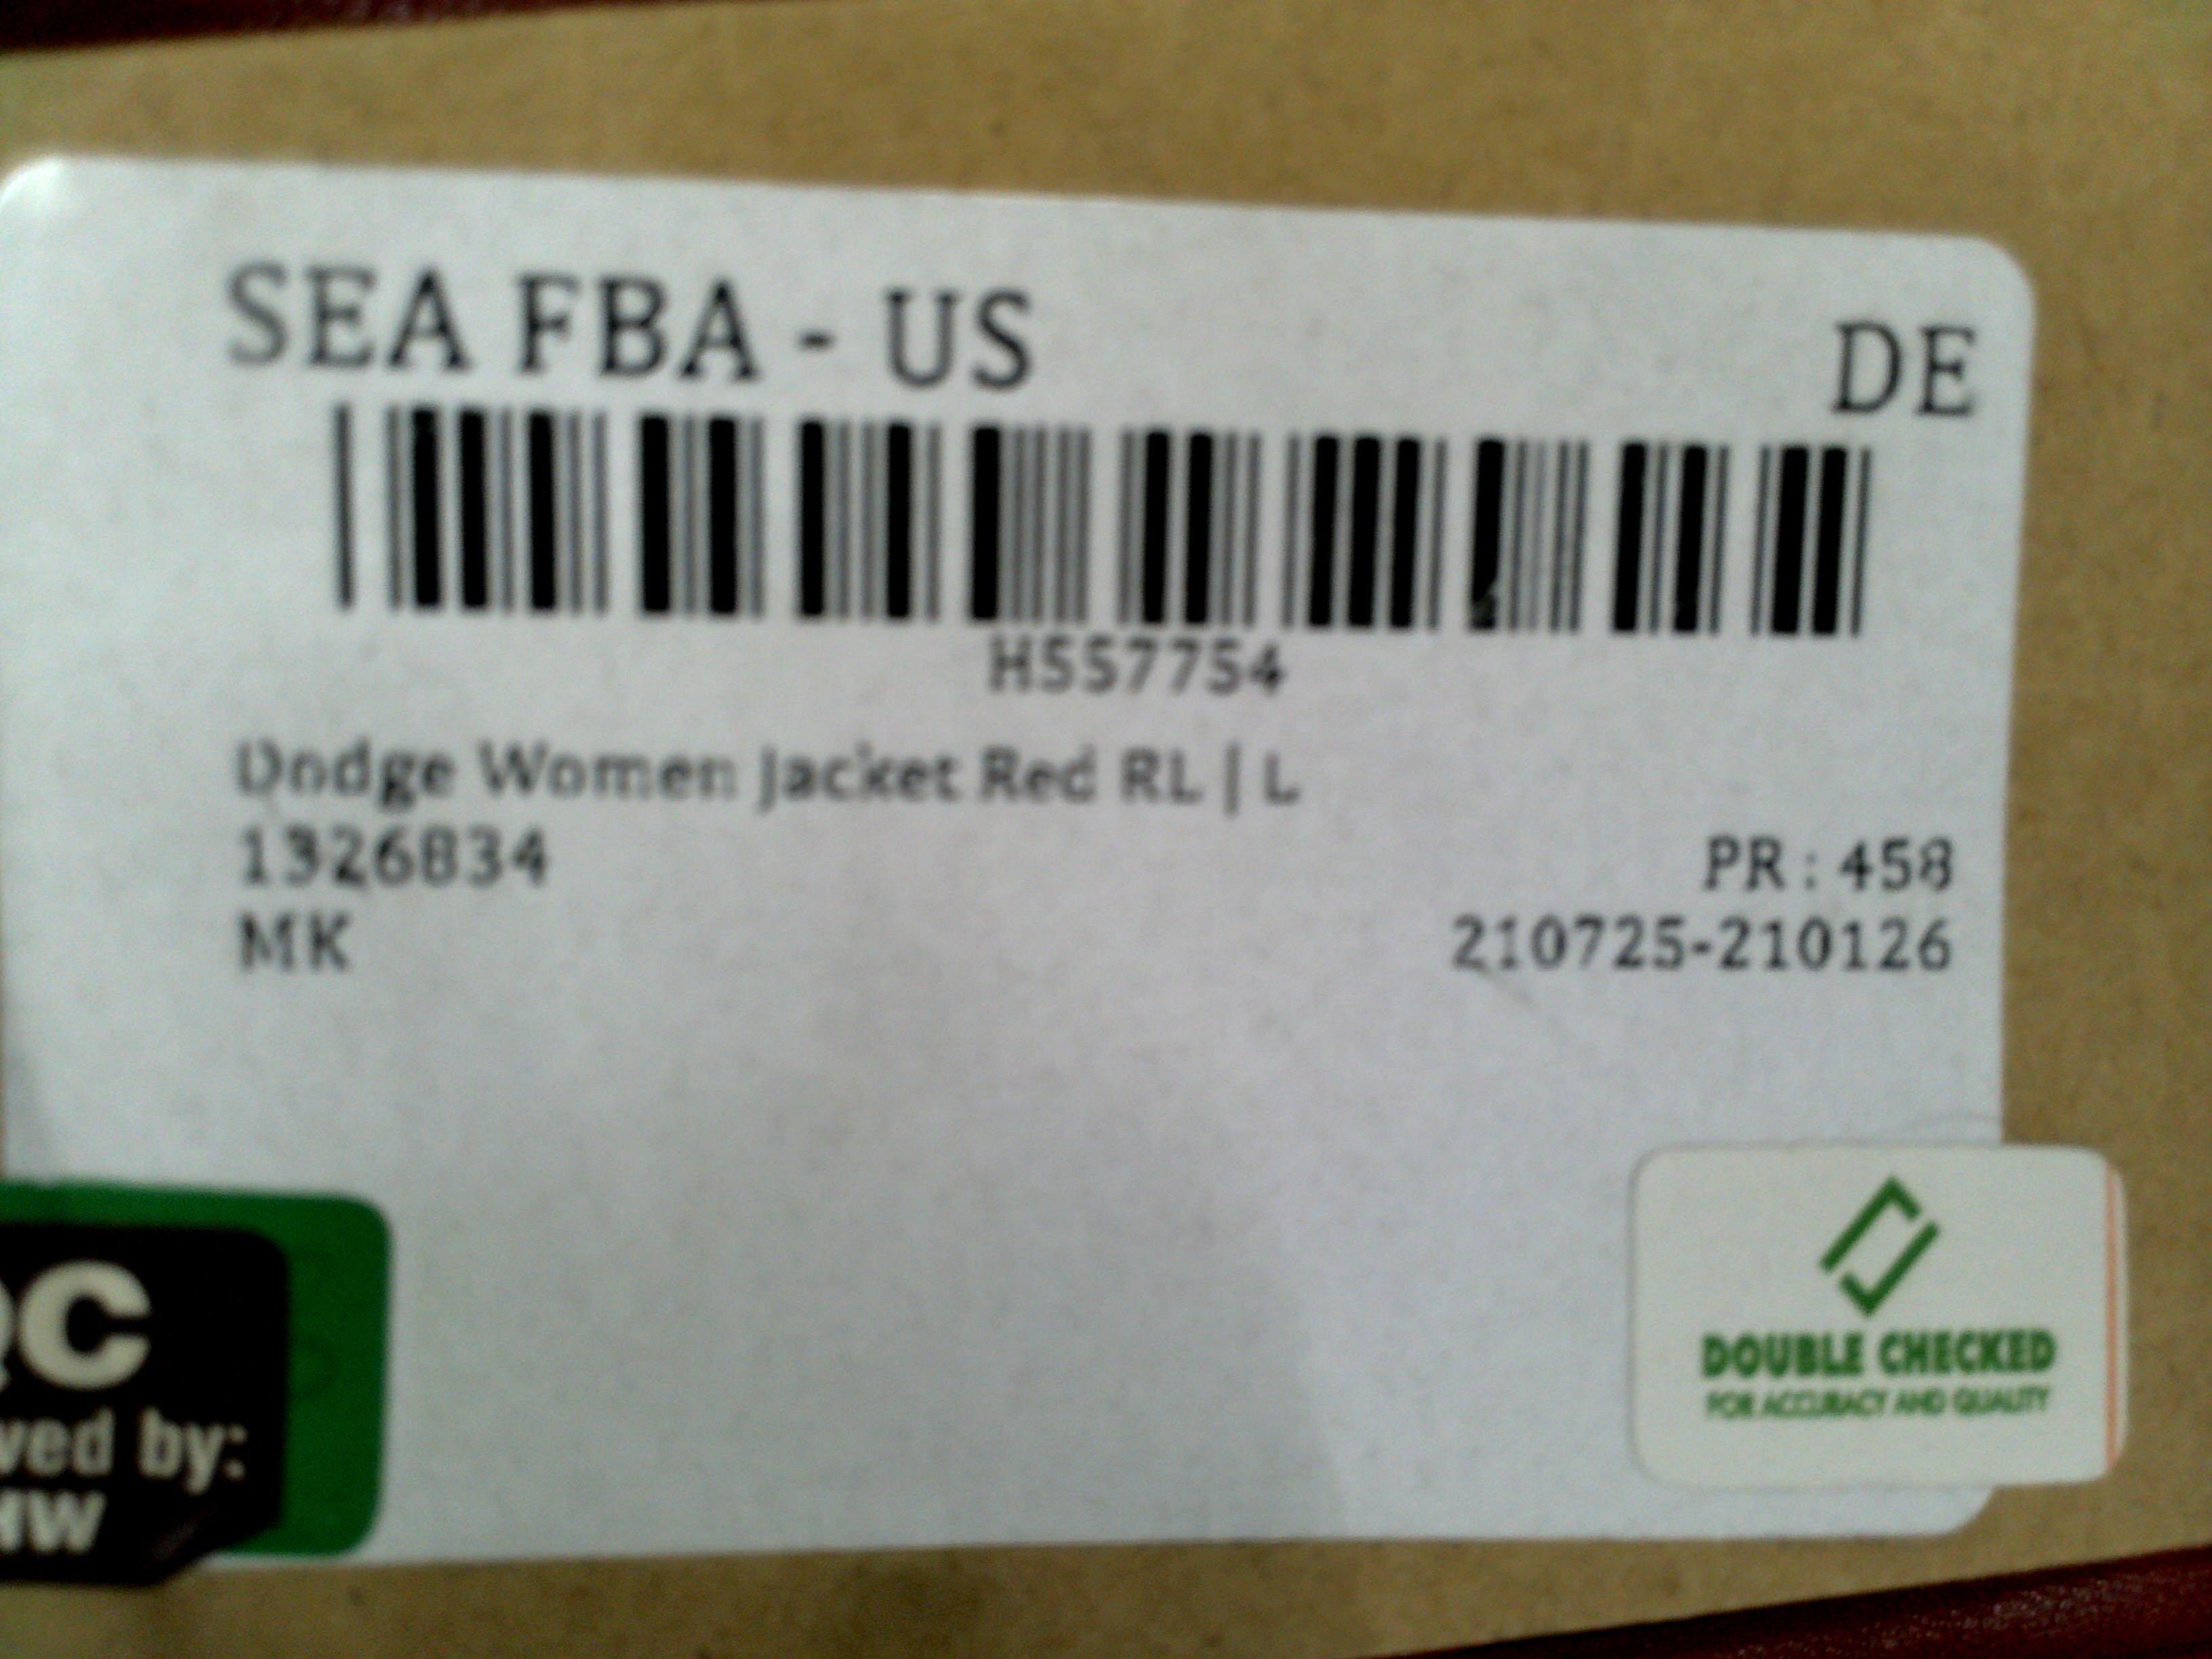 SEA FBA - US
DE
H557754
Dodge Women Jacket Red RL | L
1326834
PR : 458
MK
210725-210126
QC
ved by:
HW
DOUBLE CHECKED
FOR ACCURACY AND QUALITY